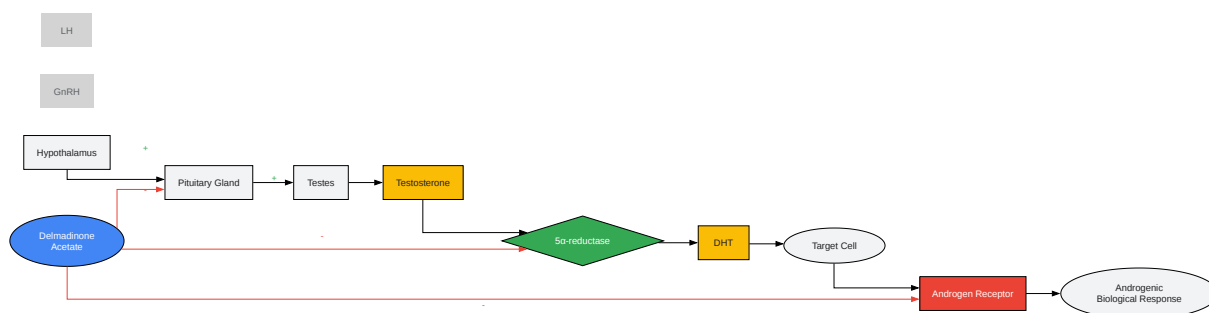 LH
GnRH
Hypothalamus
+
Pituitary Gland
+
Testes
Testosterone
-
Delmadinone
Acetate
-
5α-reductase
DHT
Target Cell
Androgen Receptor
Androgenic
Biological Response
-